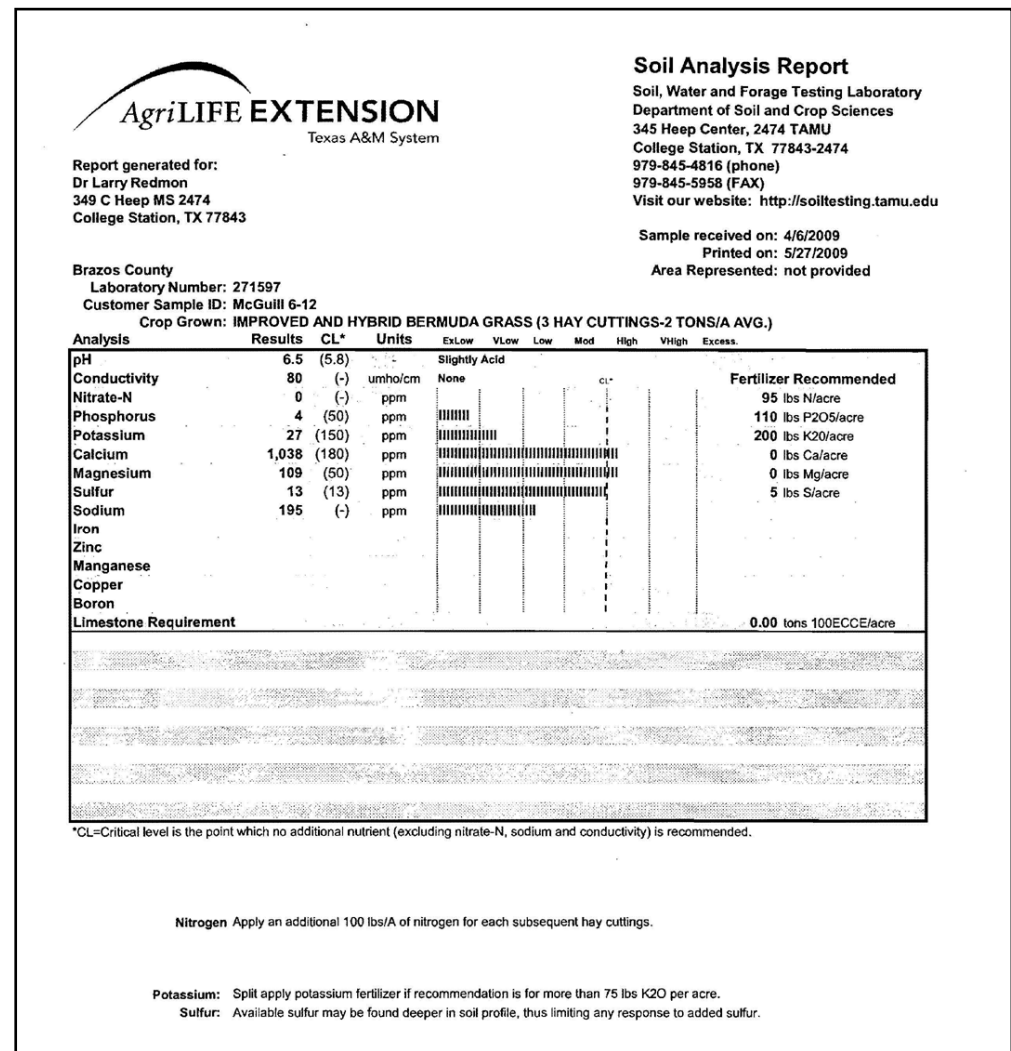 AgriLIFE EXTENSION
Texas A&M System
Report generated for:
Dr Larry Redmon
349 C Heep MS 2474
College Station, TX 77843
Soil Analysis Report
Soil, Water and Forage Testing Laboratory
Department of Soil and Crop Sciences
345 Heep Center, 2474 TAMU
College Station, TX 77843-2474
979-845-4816 (phone)
979-845-5958 (FAX)
Visit our website: http://soiltesting.tamu.edu
Sample received on: 4/6/2009
Printed on: 5/27/2009
Area Represented: not provided
Brazos County
Laboratory Number: 271597
Customer Sample ID: McGuill 6-12
Crop Grown: IMPROVED AND HYBRID BERMUDA GRASS (3 HAY CUTTINGS-2 TONS/A AVG.)
Analysis Results CL* Units ExLow VLow Low Mod High VHigh Excess.
pH 6.5 (5.8) - Slightly Acid
Conductivity 80 (-) umho/cm None CL* Fertilizer Recommended
Nitrate-N 0 (-) ppm 95 lbs N/acre
Phosphorus 4 (50) ppm 110 lbs P2O5/acre
Potassium 27 (150) ppm 200 lbs K20/acre
Calcium 1,038 (180) ppm 0 lbs Ca/acre
Magnesium 109 (50) ppm 0 lbs Mg/acre
Sulfur 13 (13) ppm 5 lbs S/acre
Sodium 195 (-) ppm
Iron
Zinc
Manganese
Copper
Boron
Limestone Requirement 0.00 tons 100ECCE/acre
*CL=Critical level is the point which no additional nutrient (excluding nitrate-N, sodium and conductivity) is recommended.
Nitrogen Apply an additional 100 lbs/A of nitrogen for each subsequent hay cuttings.
Potassium: Split apply potassium fertilizer if recommendation is for more than 75 lbs K2O per acre.
Sulfur: Available sulfur may be found deeper in soil profile, thus limiting any response to added sulfur.